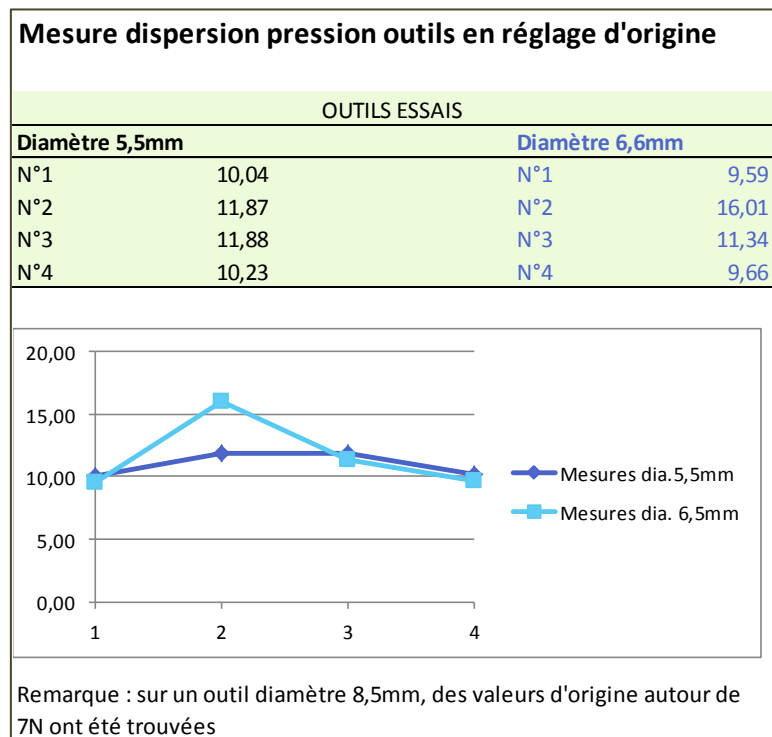 Mesure dispersion pression outils en réglage d'origine
OUTILS ESSAIS
Diamètre 5,5mm Diamètre 6,6mm
N°1 10,04 N°1 9,59
N°2 11,87 N°2 16,01
N°3 11,88 N°3 11,34
N°4 10,23 N°4 9,66
20,00
15,00
10,00
5,00
0,00
1 2 3 4
Mesures dia.5,5mm
Mesures dia. 6,5mm
Remarque : sur un outil diamètre 8,5mm, des valeurs d'origine autour de
7N ont été trouvées